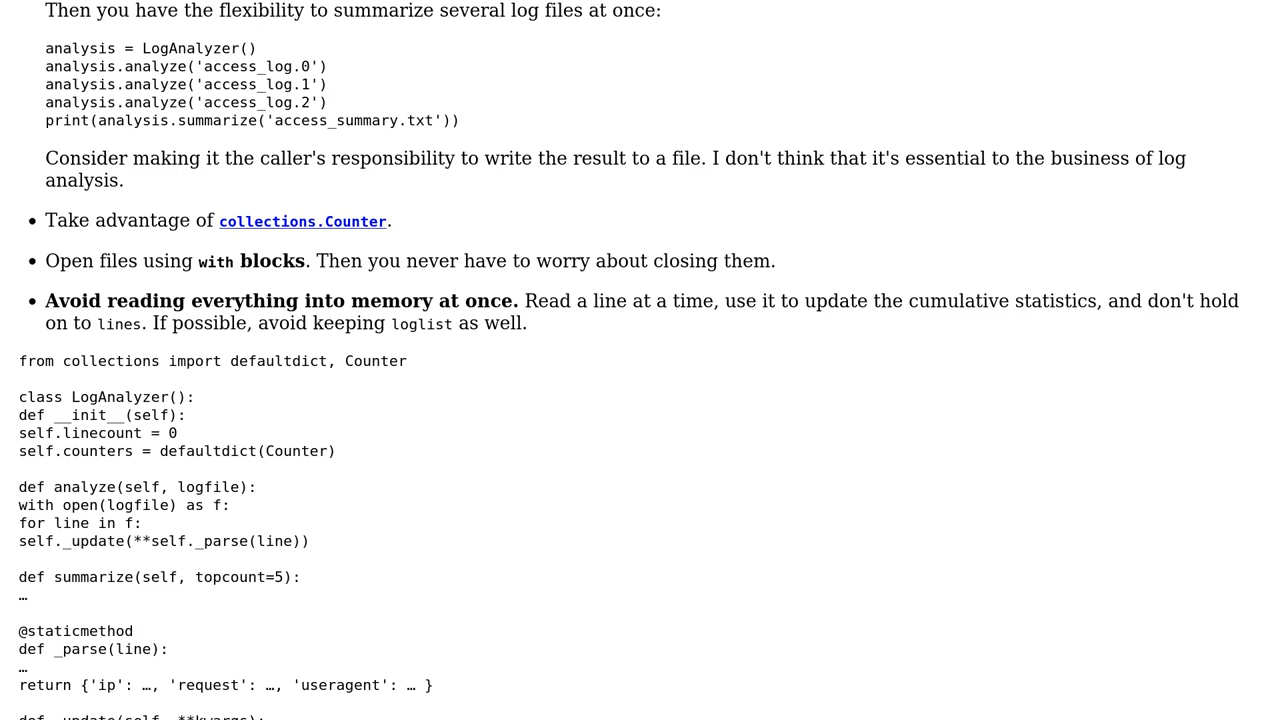 Then you have the flexibility to summarize several log files at once:
analysis = LogAnalyzer()
analysis.analyze('access_log.0')
analysis.analyze('access_log.1')
analysis.analyze('access_log.2')
print(analysis.summarize('access_summary.txt'))
Consider making it the caller's responsibility to write the result to a file. I don't think that it's essential to the business of log
analysis.
• Take advantage of collections.Counter.
• Open files using with blocks. Then you never have to worry about closing them.
• Avoid reading everything into memory at once. Read a line at a time, use it to update the cumulative statistics, and don't hold
on to lines. If possible, avoid keeping loglist as well.
from collections import defaultdict, Counter
class LogAnalyzer():
def __init__(self):
self.linecount = 0
self.counters = defaultdict(Counter)
def analyze(self, logfile):
with open(logfile) as f:
for line in f:
self._update(**self._parse(line))
def summarize(self, topcount=5):
…
@staticmethod
def _parse(line):
…
return {'ip': …, 'request': …, 'useragent': … }
def _update(self, **kwargs):